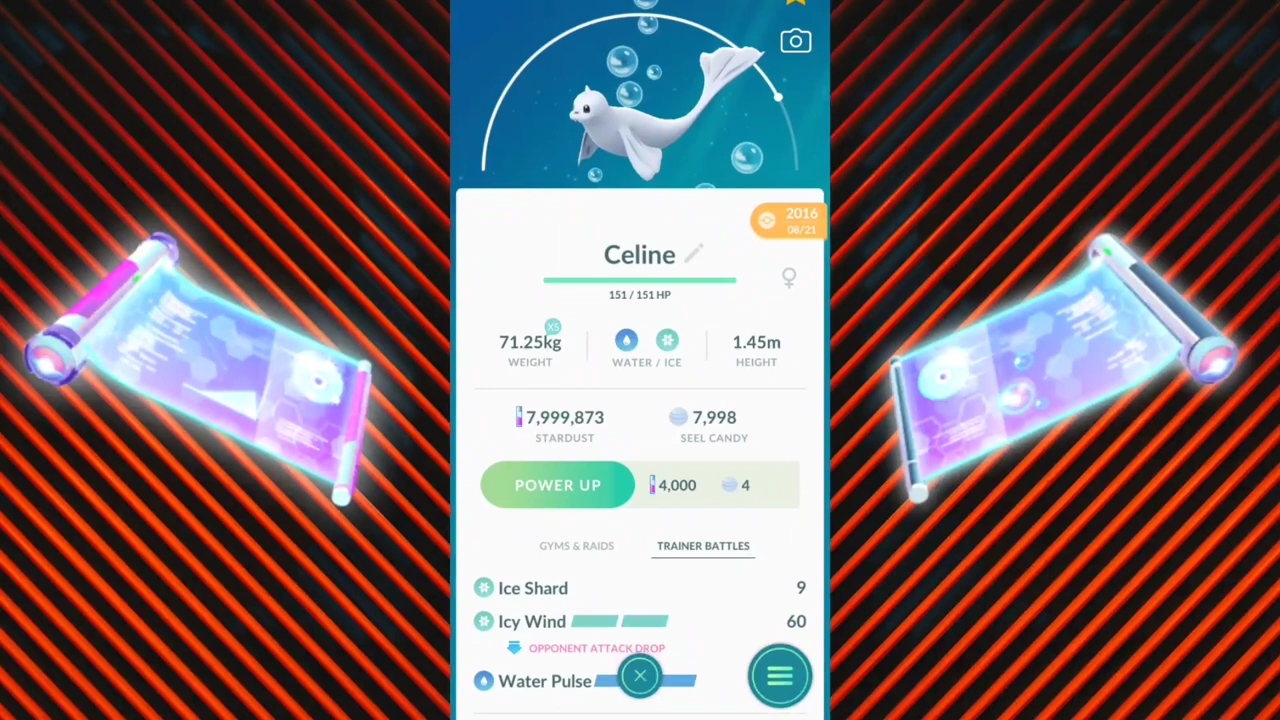 2016
08/21
Celine
151 / 151 HP
XS
71.25kg
WEIGHT
WATER / ICE
1.45m
HEIGHT
7,999,873
STARDUST
7,998
SEEL CANDY
POWER UP
4,000
4
GYMS & RAIDS
TRAINER BATTLES
Ice Shard 9
Icy Wind 60
OPPONENT ATTACK DROP
Water Pulse